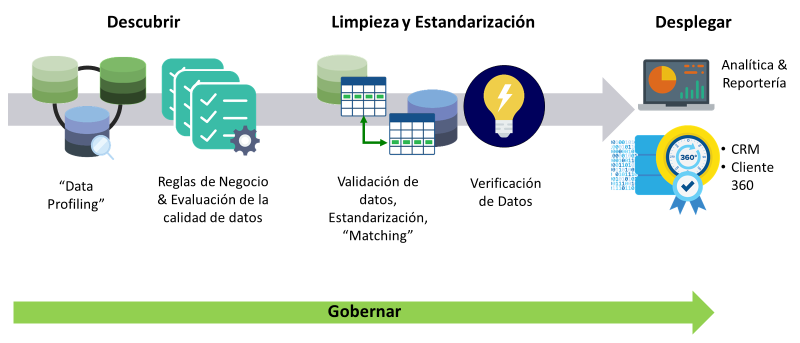 Descubrir
Limpieza y Estandarización
Desplegar
Analítica &
Reportería
360°
• CRM
• Cliente
360
“Data
Profiling”
Reglas de Negocio
& Evaluación de la
calidad de datos
Validación de
datos,
Estandarización,
“Matching”
Verificación
de Datos
Gobernar